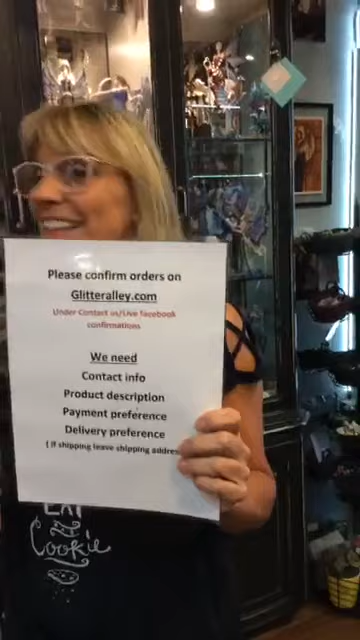 Please confirm orders on
Glitteralley.com
Under Contact us/Live facebook
confirmations
We need
Contact info
Product description
Payment preference
Delivery preference
( if shipping leave shipping address
EAT
Cookie